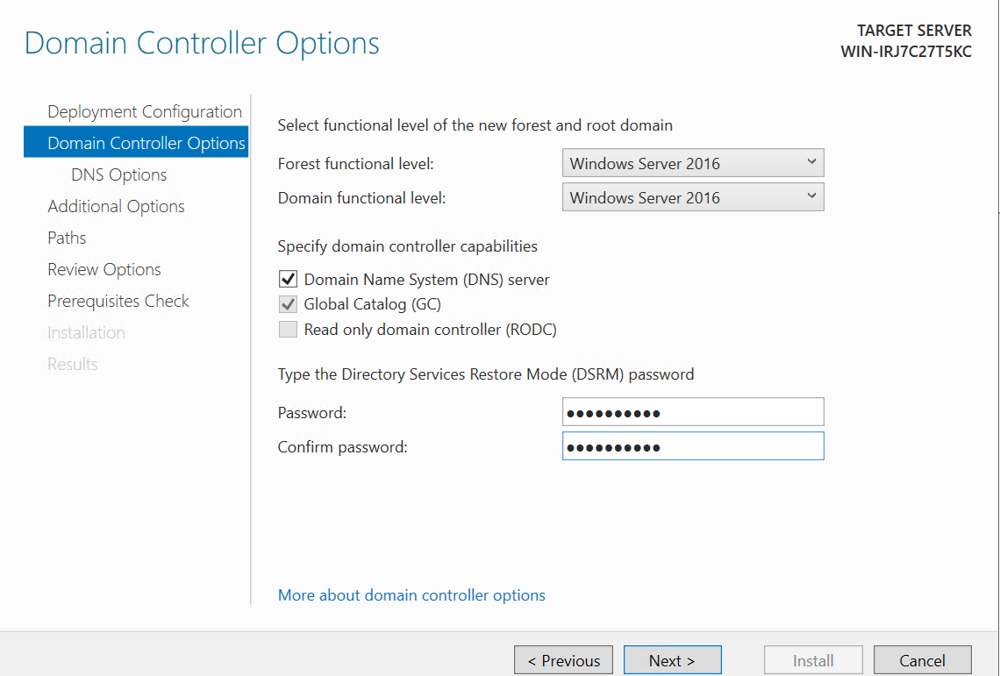 Domain Controller Options
TARGET SERVER
WIN-IRJ7C27T5KC
Deployment Configuration
Domain Controller Options
DNS Options
Additional Options
Paths
Review Options
Prerequisites Check
Installation
Results
Select functional level of the new forest and root domain
Forest functional level: Windows Server 2016
Domain functional level: Windows Server 2016
Specify domain controller capabilities
Domain Name System (DNS) server
Global Catalog (GC)
Read only domain controller (RODC)
Type the Directory Services Restore Mode (DSRM) password
Password: ●●●●●●●●●●
Confirm password: ●●●●●●●●●●
More about domain controller options
< Previous Next > Install Cancel